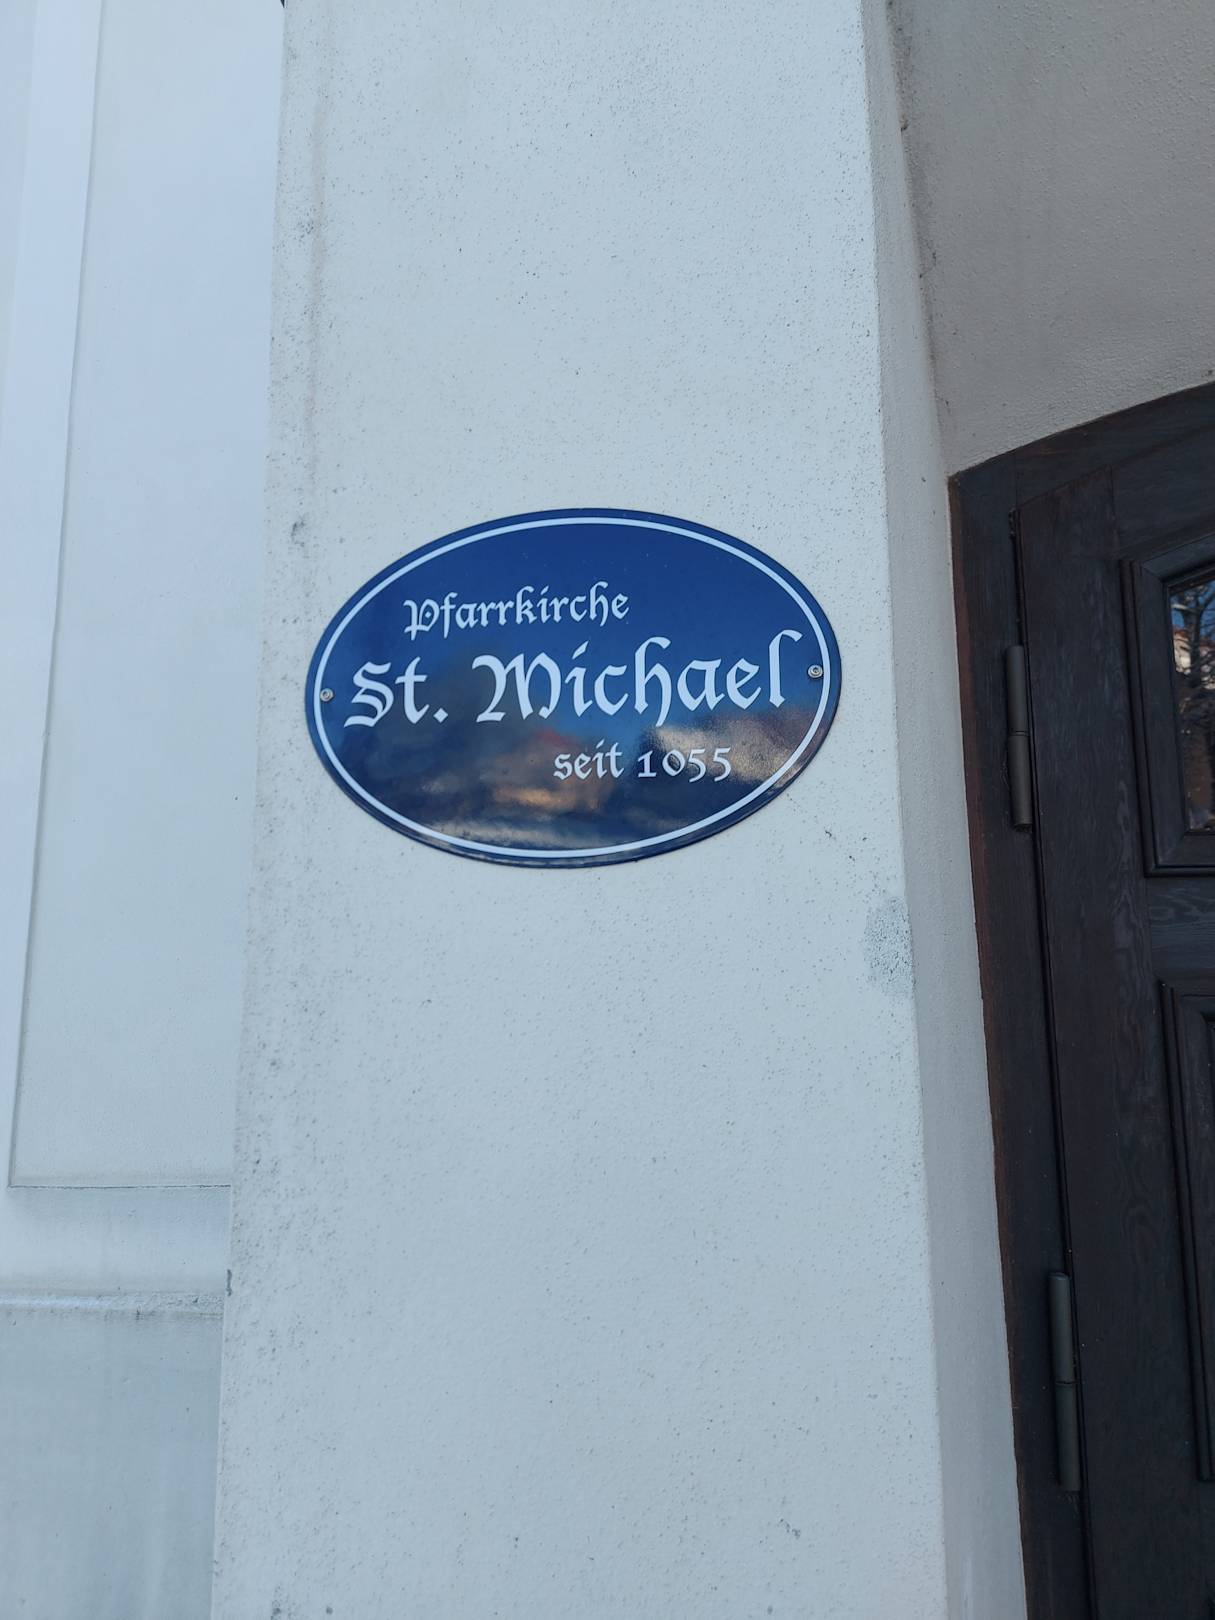 Pfarrkirche
St. Michael
seit 1055